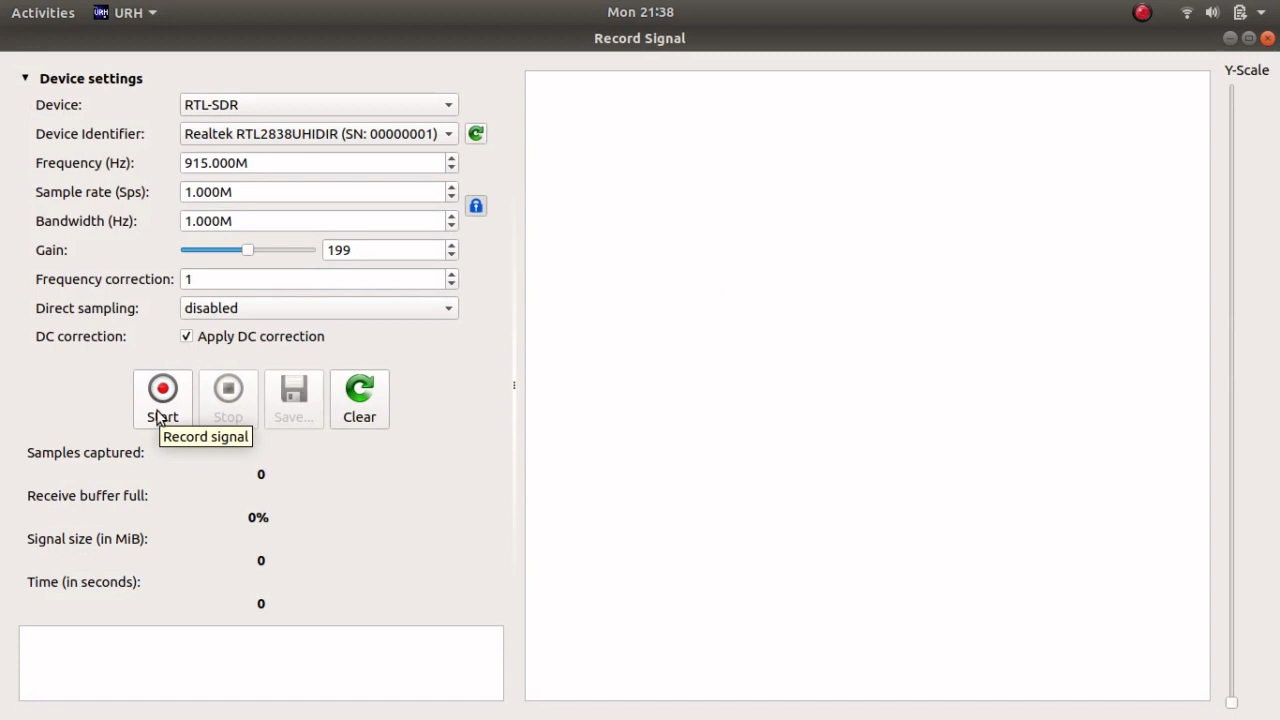 Activities URH Mon 21:38
Record Signal
Device settings
Y-Scale
Device: RTL-SDR
Device Identifier: Realtek RTL2838UHIDIR (SN: 00000001)
Frequency (Hz): 915.000M
Sample rate (Sps): 1.000M
Bandwidth (Hz): 1.000M
Gain: 199
Frequency correction: 1
Direct sampling: disabled
DC correction: Apply DC correction
Start Stop Save... Clear
Record signal
Samples captured:
0
Receive buffer full:
0%
Signal size (in MiB):
0
Time (in seconds):
0